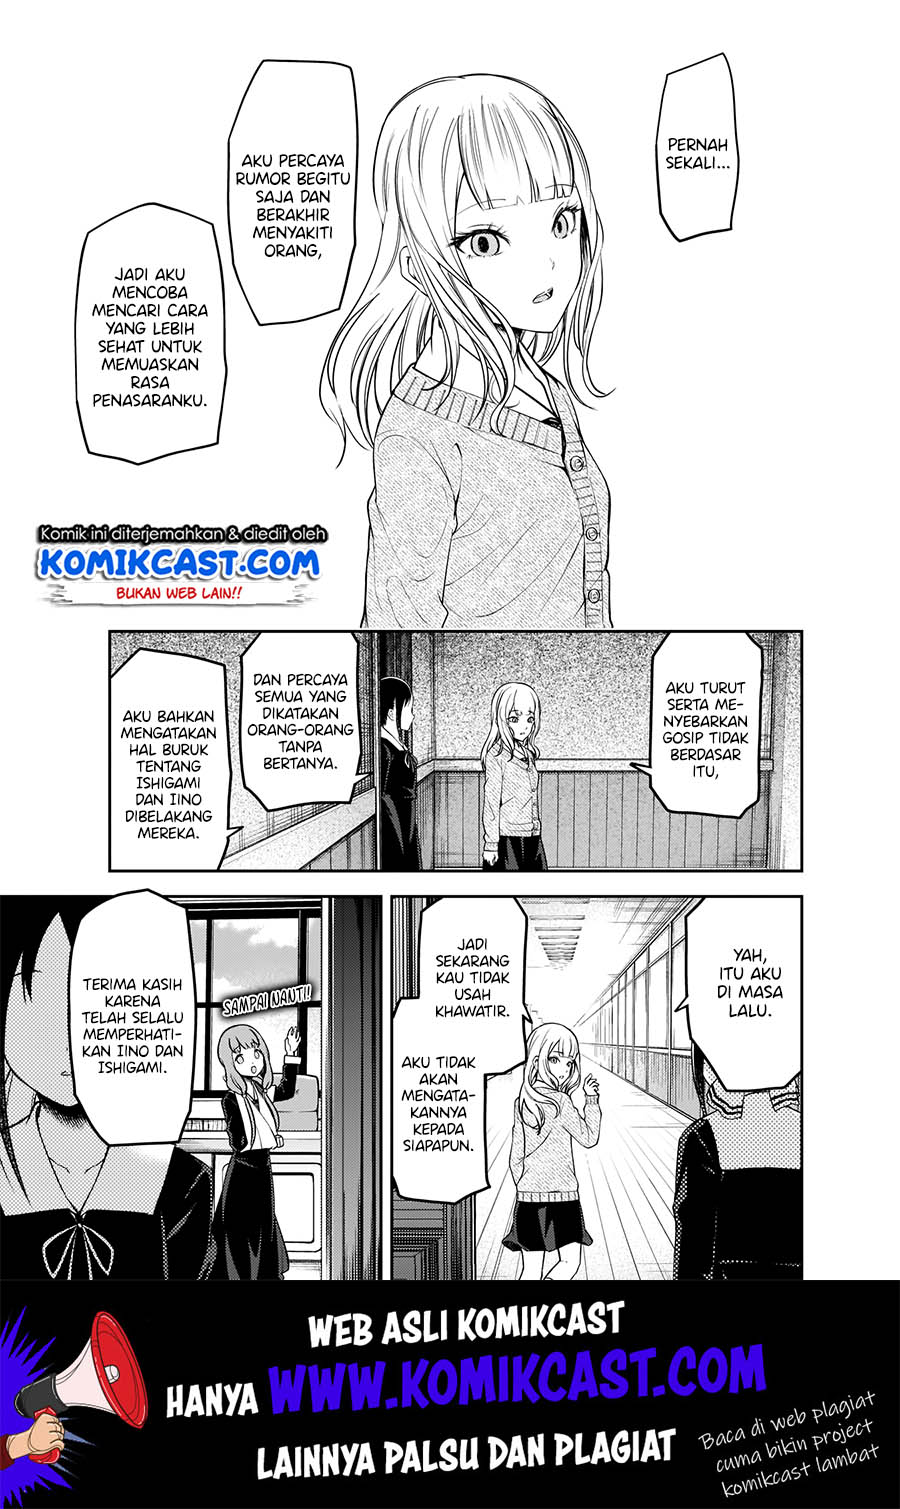 PERNAH
SEKALI...
AKU PERCAYA
RUMOR BEGITU
SAJA DAN
BERAKHIR
MENYAKITI
ORANG,
JADI AKU
MENCOBA
MENCARI CARA
YANG LEBIH
SEHAT UNTUK
MEMUASKAN
RASA
PENASARANKU.
Komik ini diterjemahkan & diedit oleh
KOMIKCAST.COM
BUKAN WEB LAIN!!
AKU TURUT
SERTA ME-
NYEBARKAN
GOSIP TIDAK
BERDASAR
ITU,
DAN PERCAYA
SEMUA YANG
DIKATAKAN
ORANG-ORANG
TANPA
BERTANYA.
AKU BAHKAN
MENGATAKAN
HAL BURUK
TENTANG
ISHIGAMI
DAN IINO
DIBELAKANG
MEREKA.
YAH,
ITU AKU
DI MASA
LALU.
JADI
SEKARANG
KAU TIDAK
USAH
KHAWATIR.
AKU TIDAK
AKAN
MENGATA-
KANNYA
KEPADA
SIAPAPUN.
SAMPAI NANTI!
TERIMA KASIH
KARENA
TELAH SELALU
MEMPERHATI-
KAN IINO DAN
ISHIGAMI.
WEB ASLI KOMIKCAST
HANYA WWW.KOMIKCAST.COM
LAINNYA PALSU DAN PLAGIAT
Baca di web plagiat
cuma bikin project
komikcast lambat